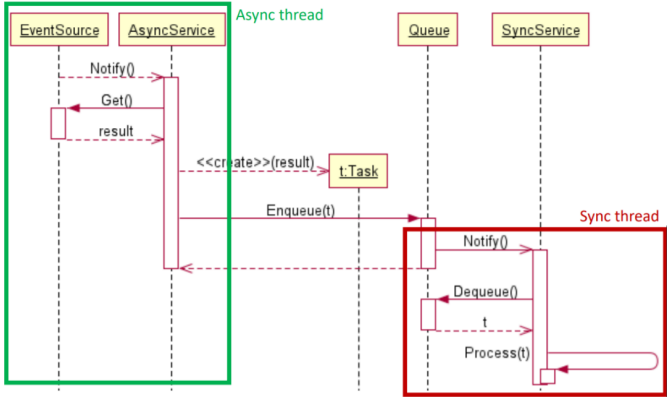 Async thread
EventSource
AsyncService
Queue
SyncService
Notify()
Get()
result
<<create>>(result)
t:Task
Enqueue(t)
Sync thread
Notify()
Dequeue()
t
Process(t)